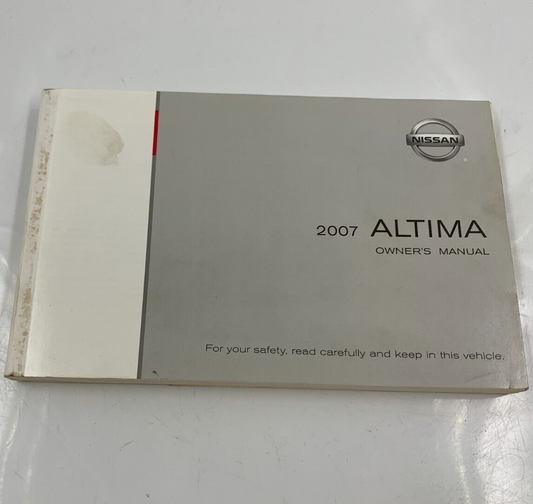 NISSAN
2007 ALTIMA
OWNER'S MANUAL
For your safety, read carefully and keep in this vehicle.